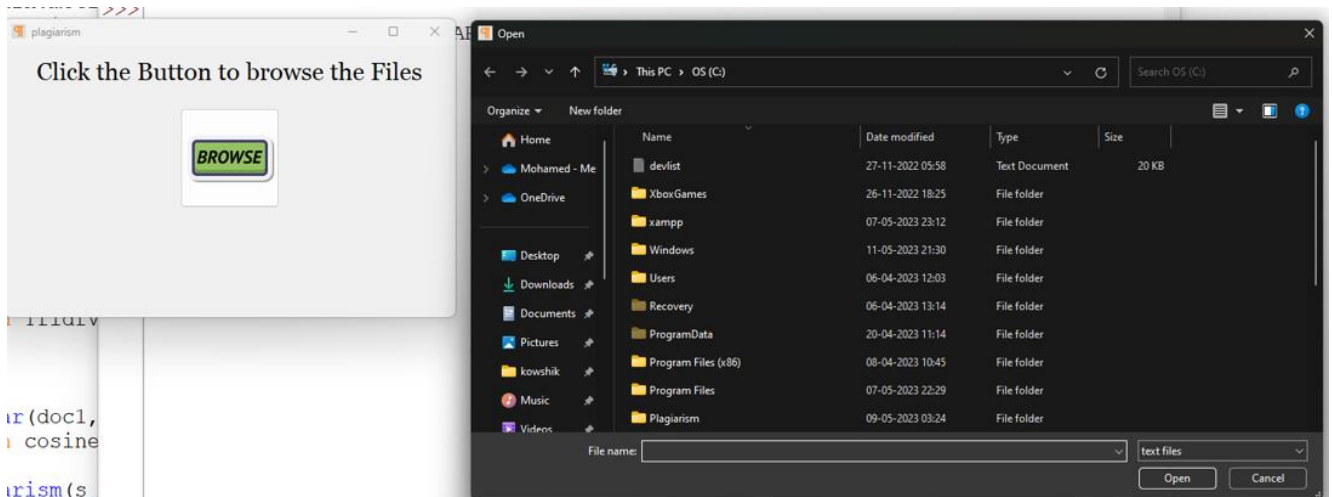 >>>
plagiarism
Click the Button to browse the Files
BROWSE
ar(doc1,
cosine
arism(s
Open
This PC > OS (C:)
Search OS (C:)
Organize New folder
Name Date modified Type Size
Home
Mohamed - Me
OneDrive
Desktop
Downloads
Documents
Pictures
kowshik
Music
Videos
devlist 27-11-2022 05:58 Text Document 20 KB
XboxGames 26-11-2022 18:25 File folder
xampp 07-05-2023 23:12 File folder
Windows 11-05-2023 21:30 File folder
Users 06-04-2023 12:03 File folder
Recovery 06-04-2023 13:14 File folder
ProgramData 20-04-2023 11:14 File folder
Program Files (x86) 08-04-2023 10:45 File folder
Program Files 07-05-2023 22:29 File folder
Plagiarism 09-05-2023 03:24 File folder
File name: text files
Open Cancel